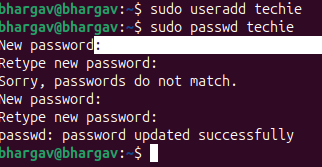 bhargav@bhargav:~$ sudo useradd techie
bhargav@bhargav:~$ sudo passwd techie
New password:
Retype new password:
Sorry, passwords do not match.
New password:
Retype new password:
passwd: password updated successfully
bhargav@bhargav:~$